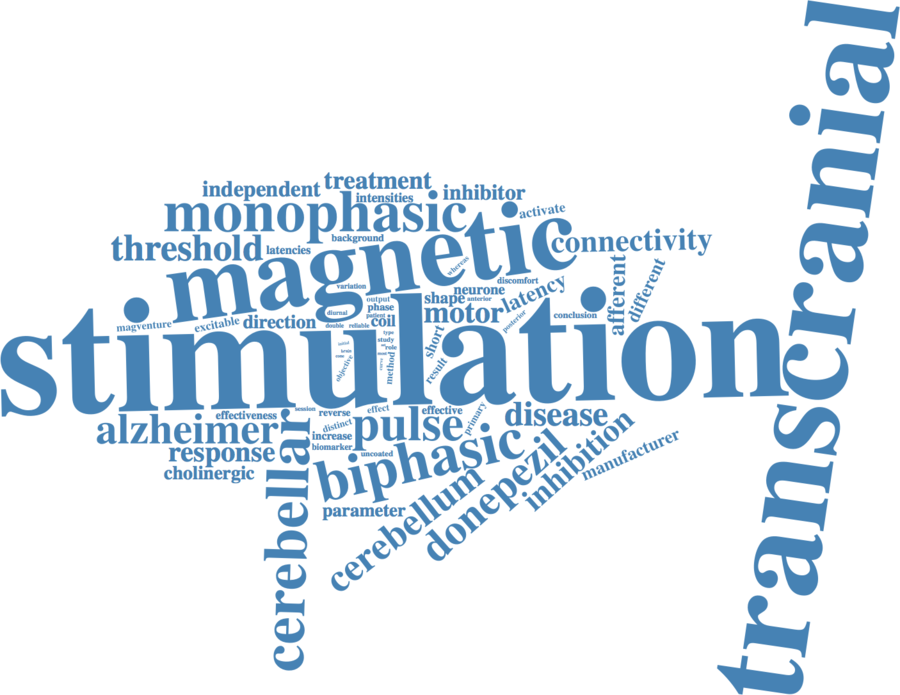 transcranial
independent
treatment
intensities
inhibitor
monophasic
activate
background
threshold
latencies
magnetic
connectivity
whereas
variation
discomfort
neurone
afferent
different
output
shape
anterior
latency
phase
patient
diurnal
motor
posterior
conclusion
magventure
excitable
direction
double
reliable
coil
type
study
role
short
method
objective
result
stimulation
session
effectiveness
reverse
effect
effective
primary
disease
alzheimer
distinct
pulse
increase
response
biomarker
uncoated
cholinergic
biphasic
inhibition
manufacturer
cerebellar
parameter
cerebellum
donepezil